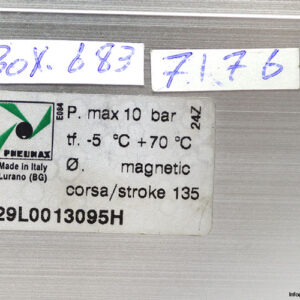 BOX. 683
7176
E084
P. max 10 bar
24Z
tf. -5 °C +70 °C
Ø. magnetic
corsa/stroke 135
PNEUMAX
Made in Italy
Lurano (BG)
29L0013095H